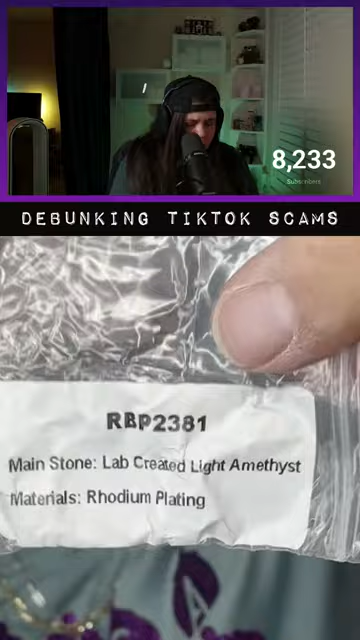 8,233
Subscribers
DEBUNKING TIKTOK SCAMS
RBP2381
Main Stone: Lab Created Light Amethyst
Materials: Rhodium Plating